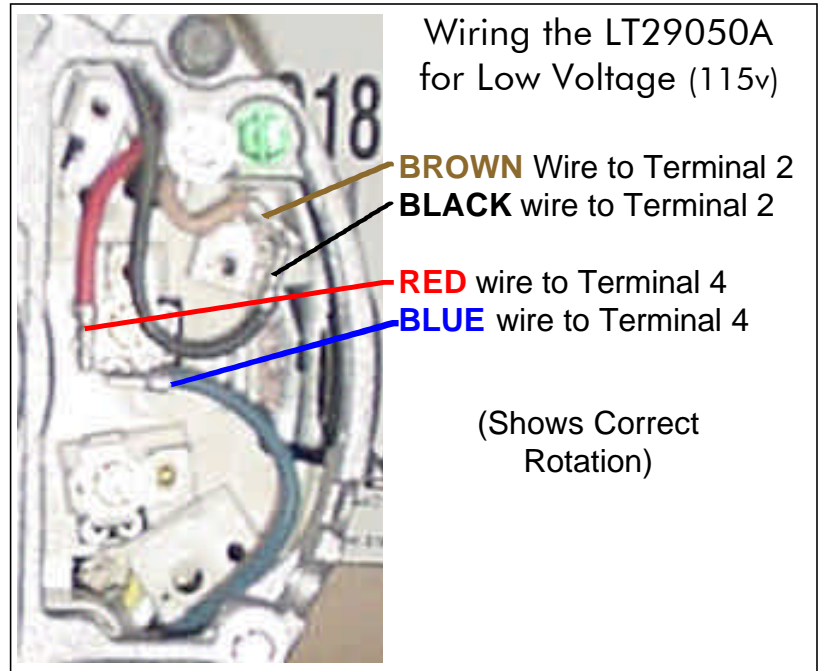 Wiring the LT29050A
for Low Voltage (115v)
18
BROWN Wire to Terminal 2
BLACK wire to Terminal 2
RED wire to Terminal 4
BLUE wire to Terminal 4
(Shows Correct
Rotation)